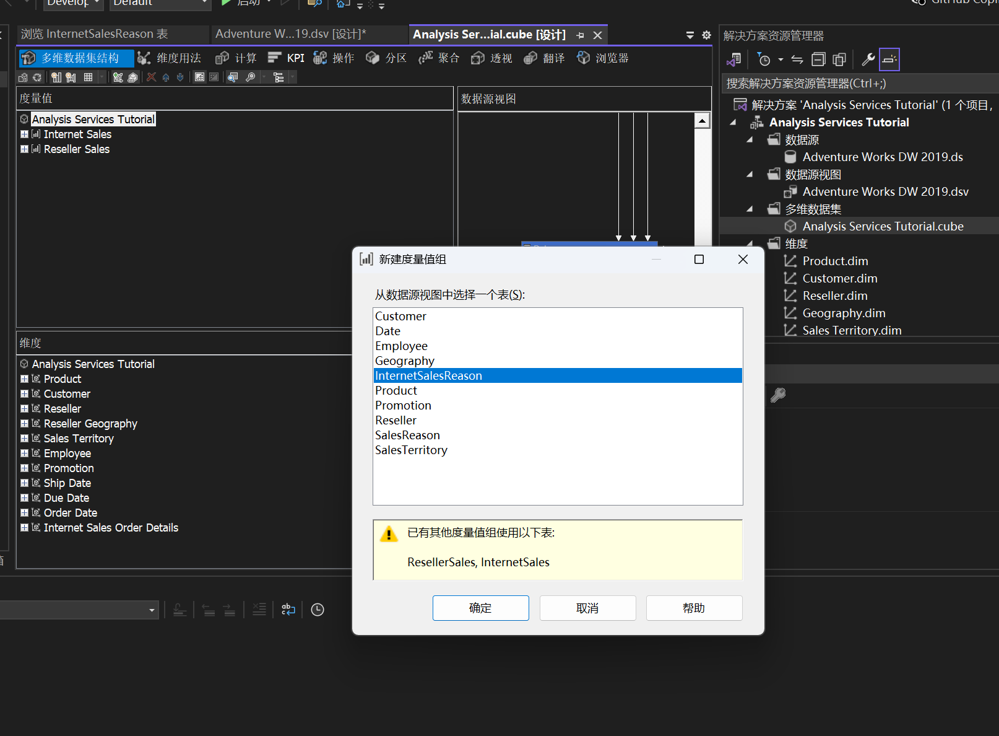 Develop
Default
启动
浏览 InternetSalesReason 表
Adventure W...19.dsv [设计]*
Analysis Ser...ial.cube [设计]
多维数据集结构
维度用法
计算
KPI
操作
分区
聚合
透视
翻译
浏览器
度量值
Analysis Services Tutorial
Internet Sales
Reseller Sales
数据源视图
维度
Analysis Services Tutorial
Product
Customer
Reseller
Reseller Geography
Sales Territory
Employee
Promotion
Ship Date
Due Date
Order Date
Internet Sales Order Details
新建度量值组
从数据源视图中选择一个表(S):
Customer
Date
Employee
Geography
InternetSalesReason
Product
Promotion
Reseller
SalesReason
SalesTerritory
已有其他度量值组使用以下表:
ResellerSales, InternetSales
确定
取消
帮助
解决方案资源管理器
搜索解决方案资源管理器(Ctrl+;)
解决方案 'Analysis Services Tutorial' (1 个项目,
Analysis Services Tutorial
数据源
Adventure Works DW 2019.ds
数据源视图
Adventure Works DW 2019.dsv
多维数据集
Analysis Services Tutorial.cube
维度
Product.dim
Customer.dim
Reseller.dim
Geography.dim
Sales Territory.dim